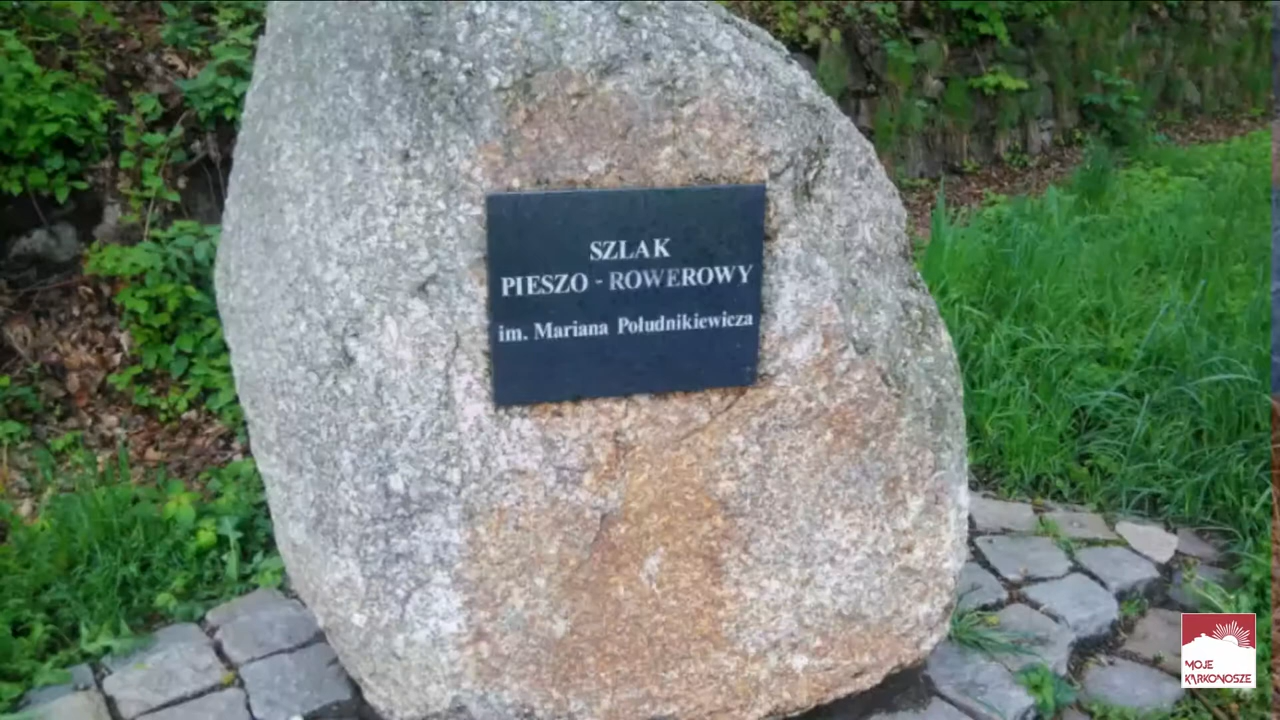 SZLAK
PIESZO - ROWEROWY
im. Mariana Południkiewicza
MOJE
KARKONOSZE